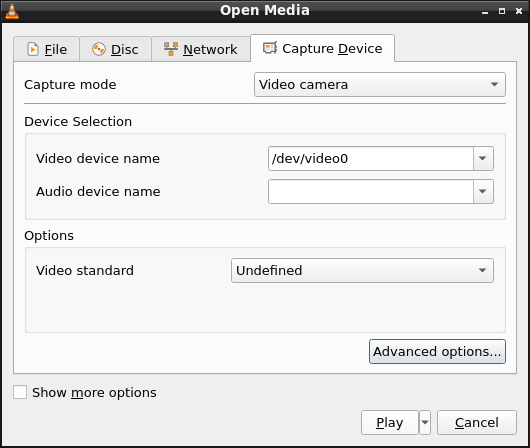 Open Media
File Disc Network Capture Device
Capture mode Video camera
Device Selection
Video device name /dev/video0
Audio device name
Options
Video standard Undefined
Advanced options...
Show more options
Play Cancel